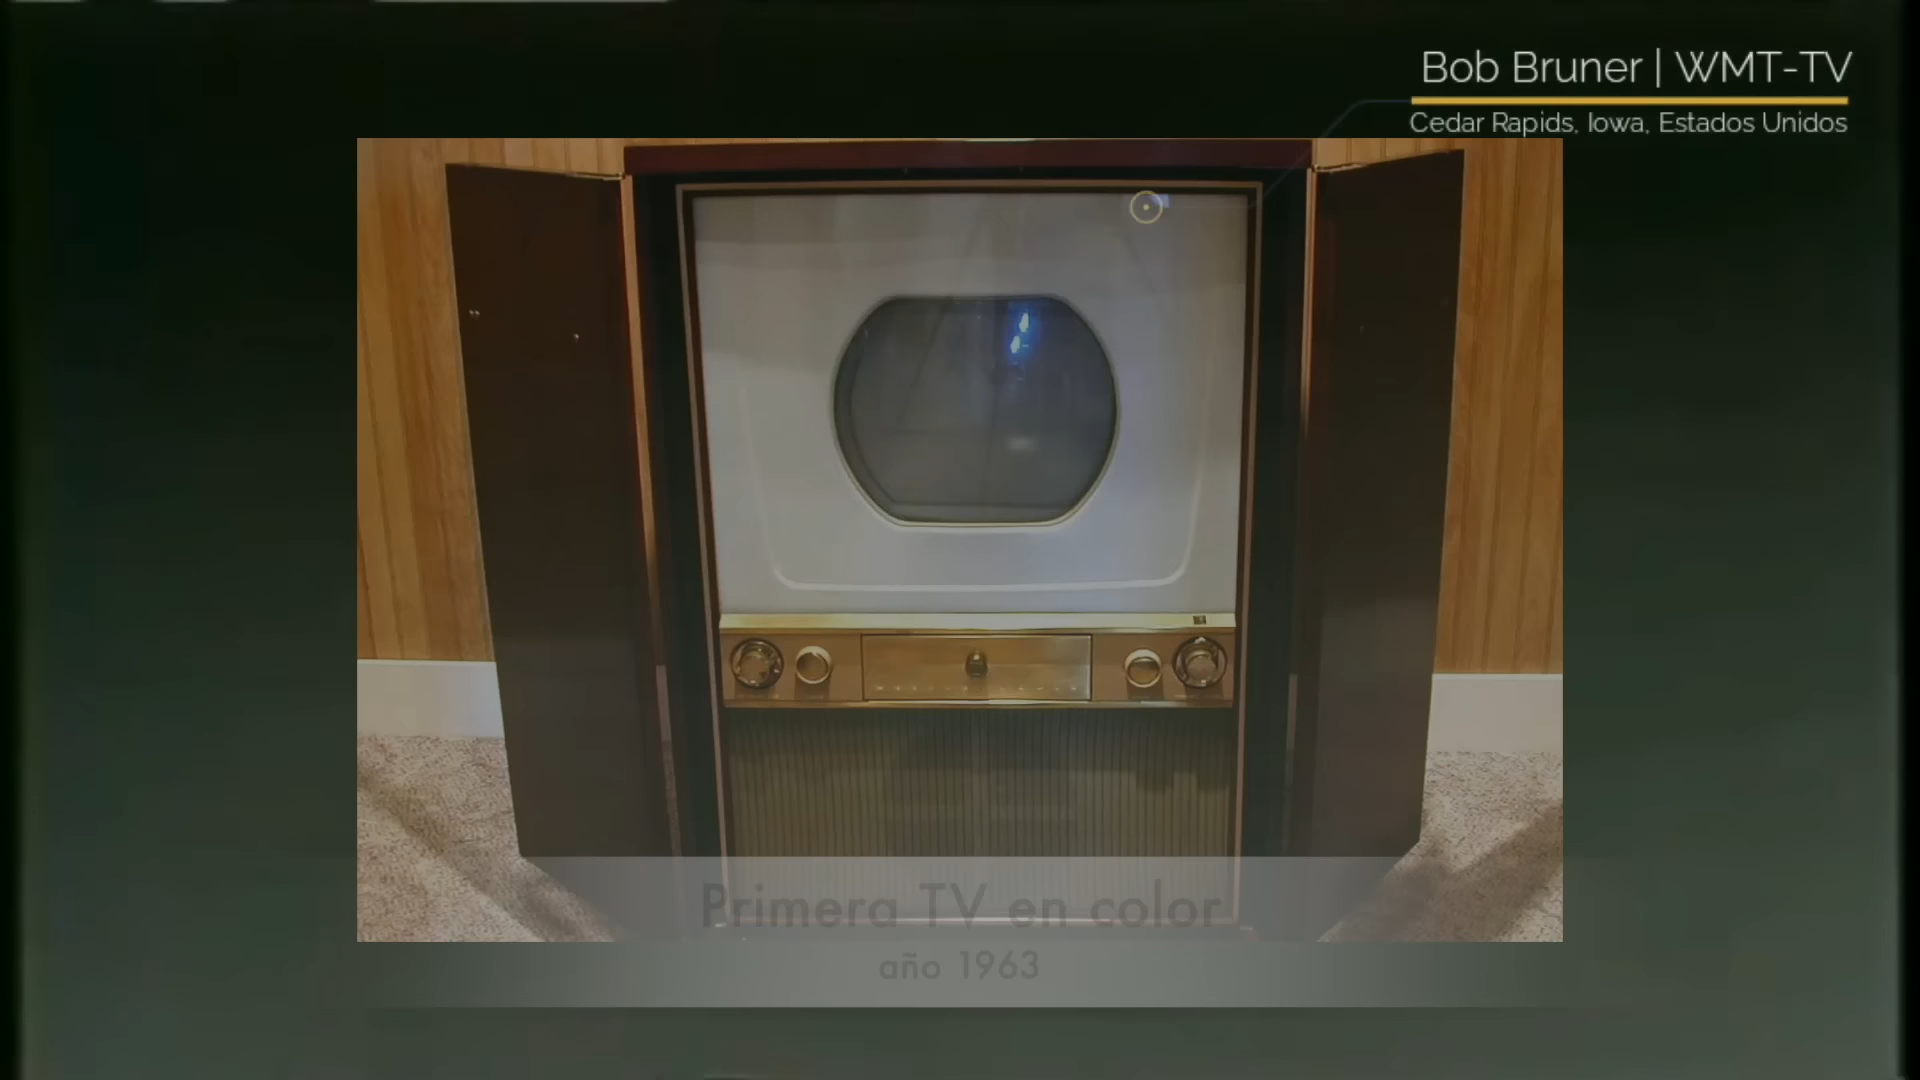 Bob Bruner | WMT-TV
Cedar Rapids, Iowa, Estados Unidos
Primera TV en color
año 1963